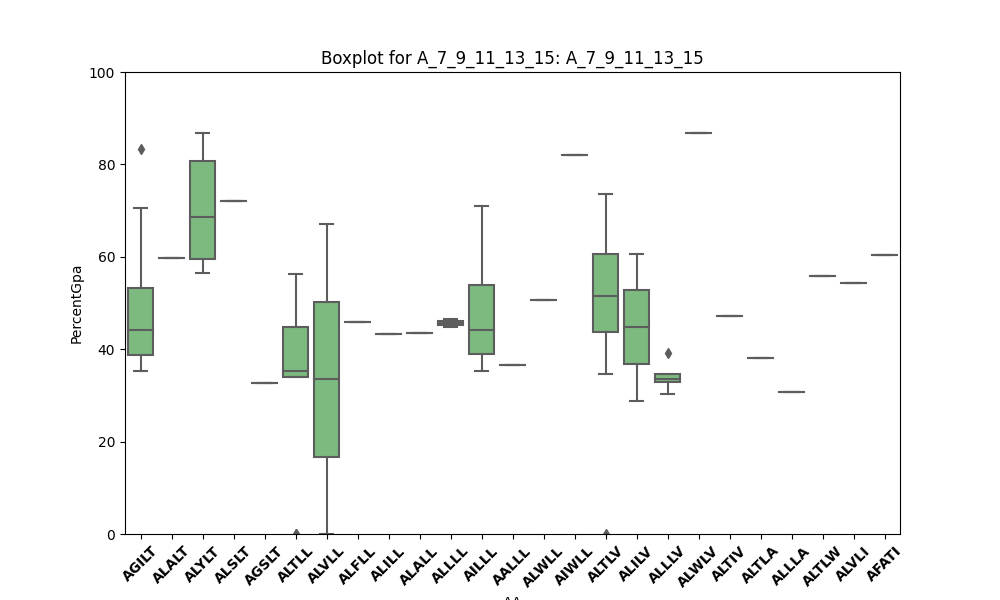 Boxplot for A_7_9_11_13_15: A_7_9_11_13_15
100
80
60
40
20
0
PercentGpa
AGILT
ALALT
ALYLT
ALSLT
AGSLT
ALTLL
ALVLL
ALFLL
ALILL
ALALL
ALLLL
AILLL
AALLL
ALWLL
AIWLL
ALTLV
ALILV
ALLLV
ALWLV
ALTIV
ALTLA
ALLLA
ALTLW
ALVLI
AFATI